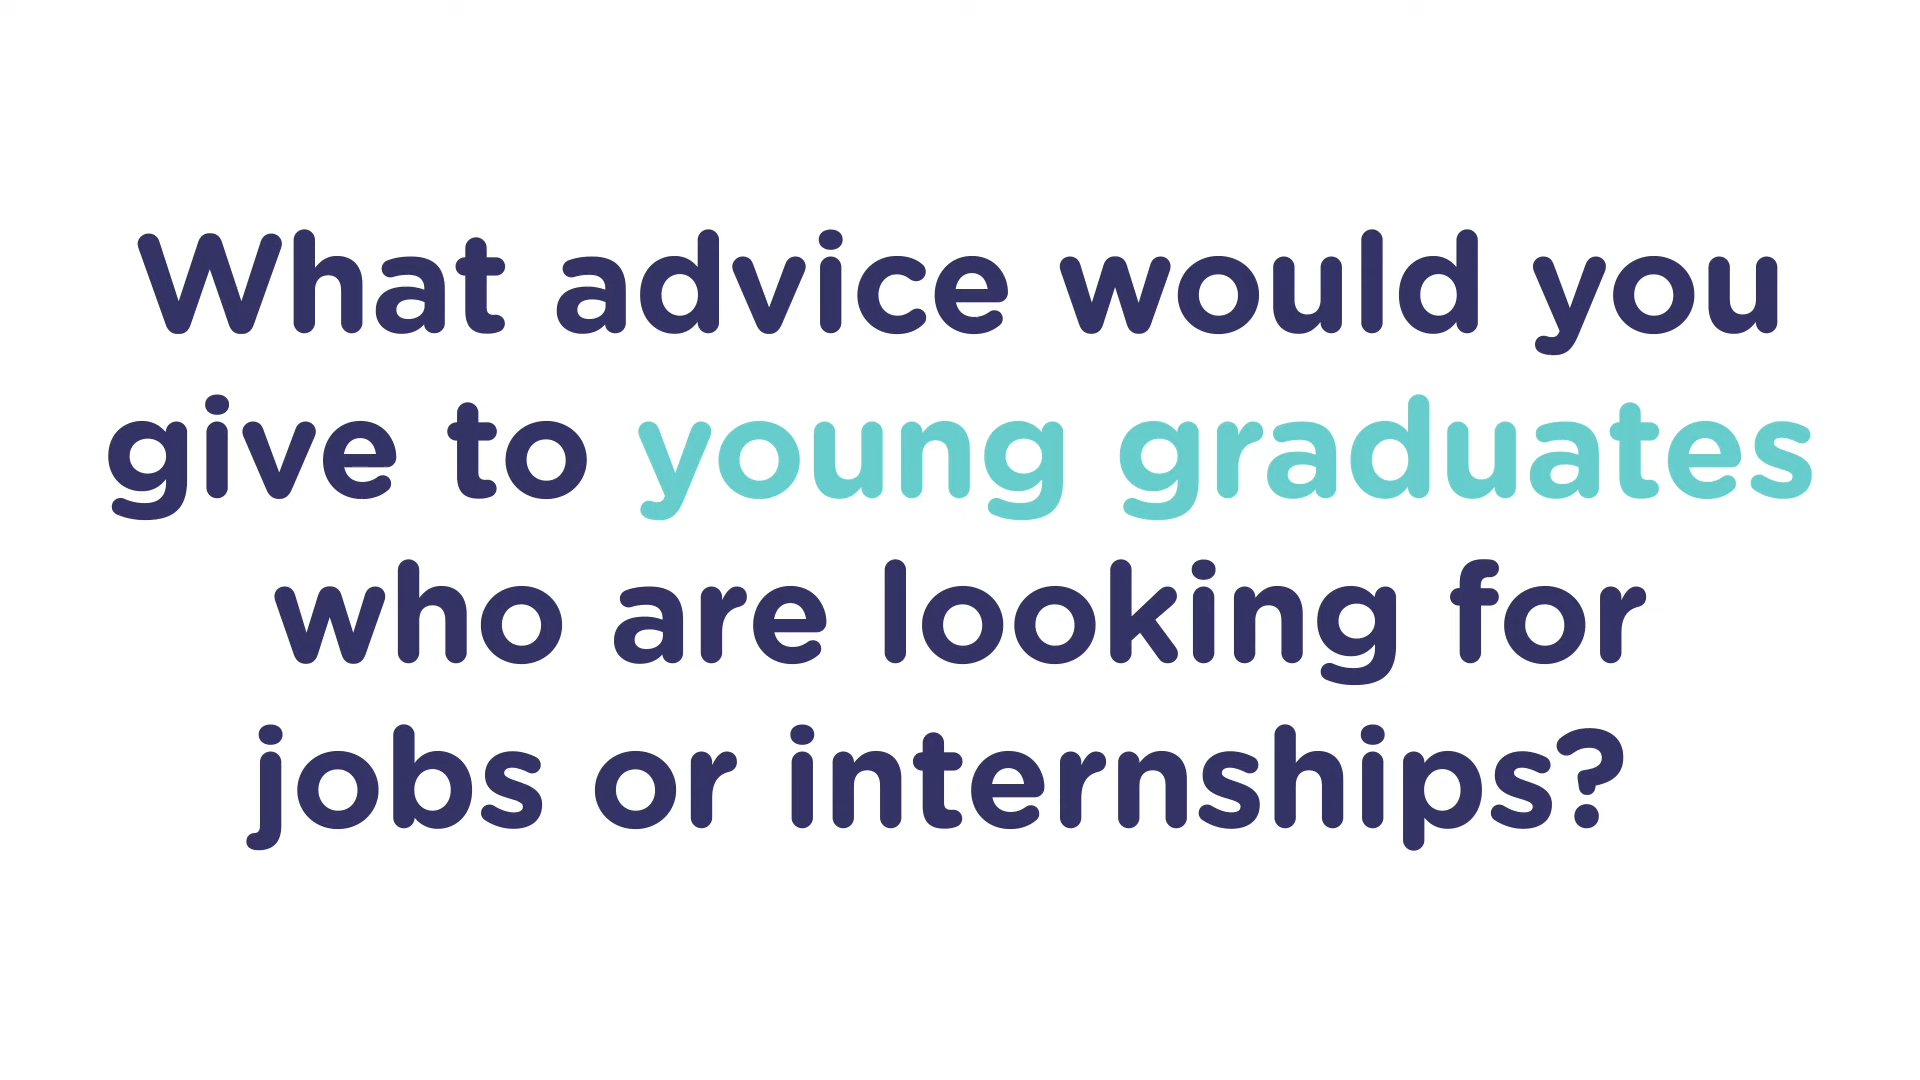 What advice would you
give to young graduates
who are looking for
jobs or internships?